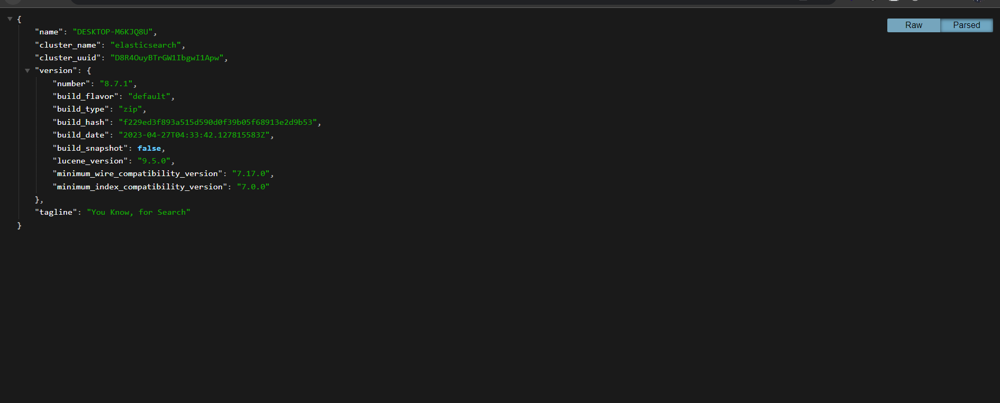 {
Raw Parsed
"name": "DESKTOP-M6KJQ8U",
"cluster_name": "elasticsearch",
"cluster_uuid": "D8R4OuyBTrGW1IbgwI1Apw",
"version": {
"number": "8.7.1",
"build_flavor": "default",
"build_type": "zip",
"build_hash": "f229ed3f893a515d590d0f39b05f68913e2d9b53",
"build_date": "2023-04-27T04:33:42.127815583Z",
"build_snapshot": false,
"lucene_version": "9.5.0",
"minimum_wire_compatibility_version": "7.17.0",
"minimum_index_compatibility_version": "7.0.0"
},
"tagline": "You Know, for Search"
}